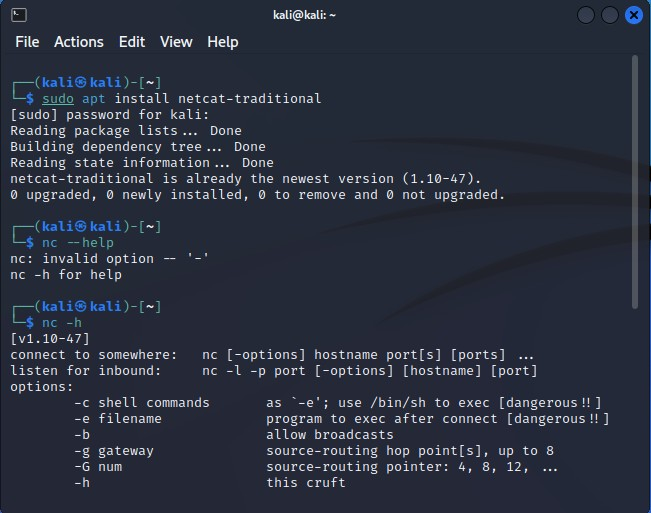 kali@kali: ~
File Actions Edit View Help
┌──(kali㉿kali)-[~]
└─$ sudo apt install netcat-traditional
[sudo] password for kali:
Reading package lists... Done
Building dependency tree... Done
Reading state information... Done
netcat-traditional is already the newest version (1.10-47).
0 upgraded, 0 newly installed, 0 to remove and 0 not upgraded.
┌──(kali㉿kali)-[~]
└─$ nc --help
nc: invalid option -- '-'
nc -h for help
┌──(kali㉿kali)-[~]
└─$ nc -h
[v1.10-47]
connect to somewhere:   nc [-options] hostname port[s] [ports] ...
listen for inbound:     nc -l -p port [-options] [hostname] [port]
options:
        -c shell commands       as `-e'; use /bin/sh to exec [dangerous!!]
        -e filename             program to exec after connect [dangerous!!]
        -b                      allow broadcasts
        -g gateway              source-routing hop point[s], up to 8
        -G num                  source-routing pointer: 4, 8, 12, ...
        -h                      this cruft